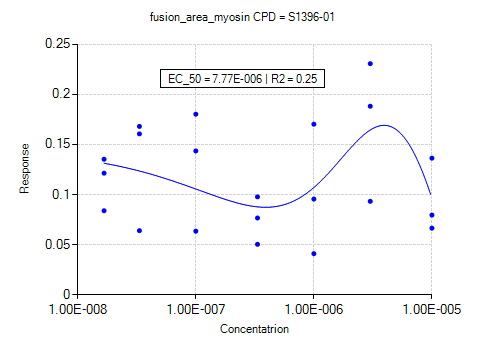 fusion_area_myosin CPD = S1396-01
0.25
EC_50 = 7.77E-006 | R2 = 0.25
0.2
0.15
Response
0.1
0.05
0
1.00E-008 1.00E-007 1.00E-006 1.00E-005
Concentatrion